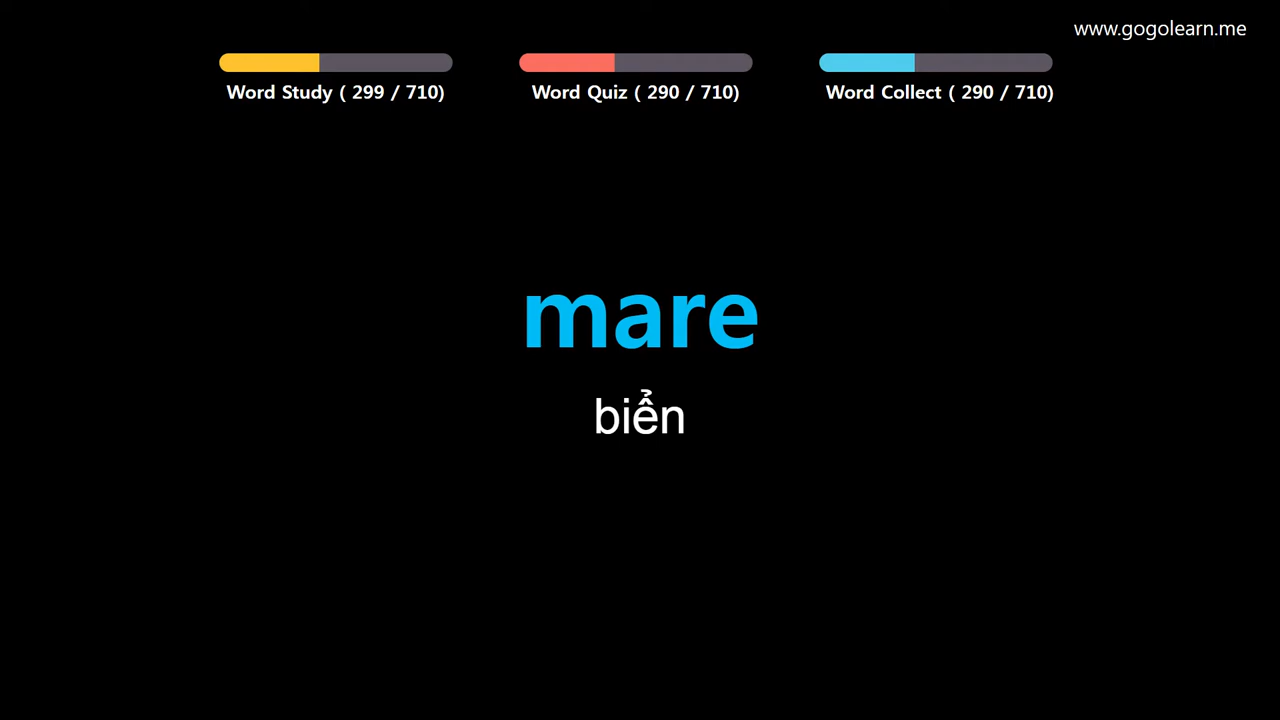 www.gogolearn.me
Word Study ( 299 / 710)
Word Quiz ( 290 / 710)
Word Collect ( 290 / 710)
mare
biển